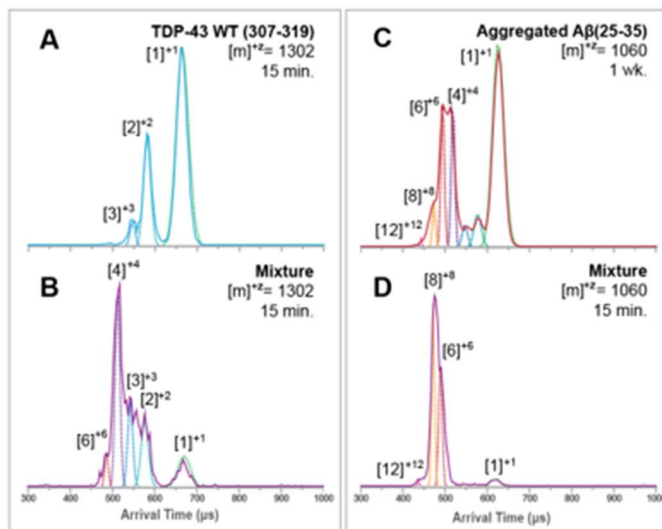 A
TDP-43 WT (307-319)
[m]⁺ᶻ= 1302
15 min.
[1]⁺¹
[2]⁺²
[3]⁺³
C
Aggregated Aβ(25-35)
[m]⁺ᶻ= 1060
1 wk.
[1]⁺¹
[4]⁺⁴
[6]⁺⁶
[8]⁺⁸
[12]⁺¹²
B
Mixture
[m]⁺ᶻ= 1302
15 min.
[4]⁺⁴
[3]⁺³
[2]⁺²
[6]⁺⁶
[1]⁺¹
300 400 500 600 700 800 900 1000
Arrival Time (µs)
D
Mixture
[m]⁺ᶻ= 1060
15 min.
[8]⁺⁸
[6]⁺⁶
[12]⁺¹²
[1]⁺¹
300 400 500 600 700 800 900 1000
Arrival Time (µs)